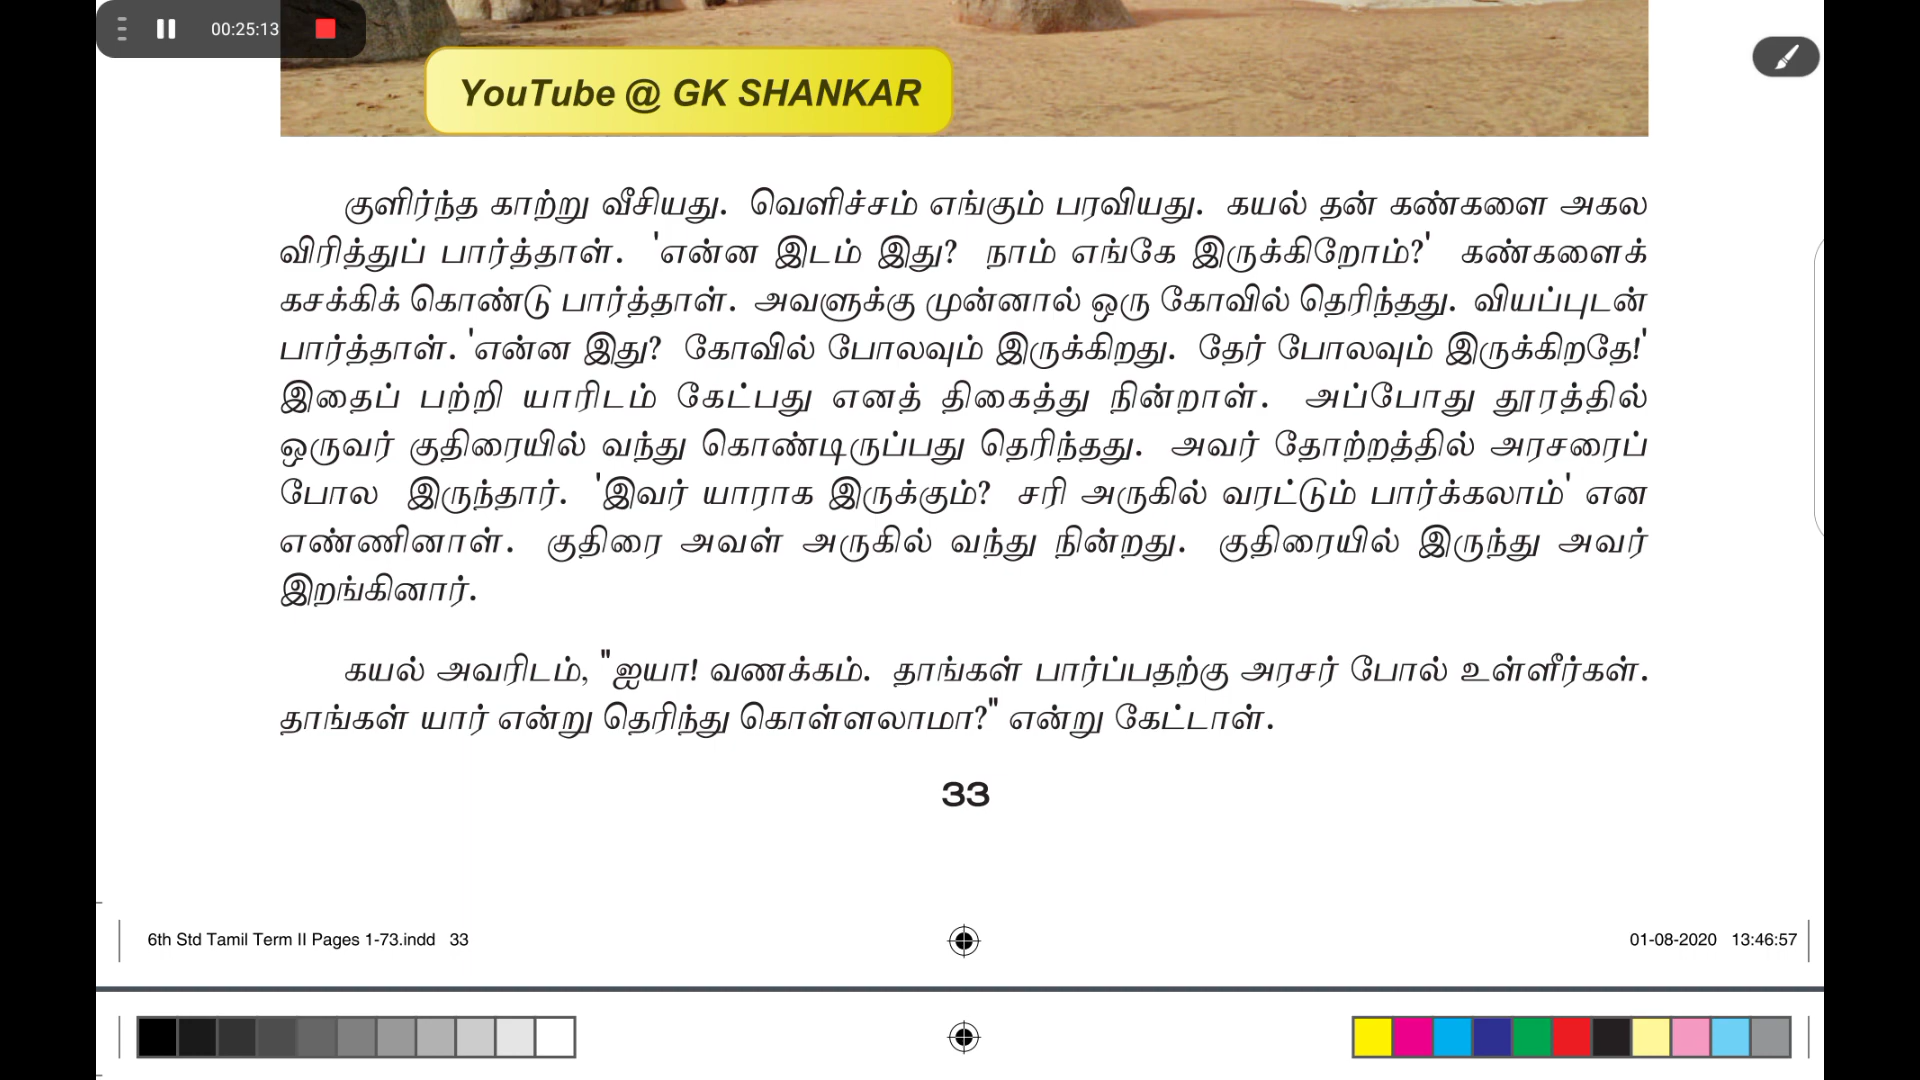 00:25:13
YouTube @ GK SHANKAR
குளிர்ந்த காற்று வீசியது. வெளிச்சம் எங்கும் பரவியது. கயல் தன் கண்களை அகல
விரித்துப் பார்த்தாள். 'என்ன இடம் இது? நாம் எங்கே இருக்கிறோம்?' கண்களைக்
கசக்கிக் கொண்டு பார்த்தாள். அவளுக்கு முன்னால் ஒரு கோவில் தெரிந்தது. வியப்புடன்
பார்த்தாள். 'என்ன இது? கோவில் போலவும் இருக்கிறது. தேர் போலவும் இருக்கிறதே!'
இதைப் பற்றி யாரிடம் கேட்பது எனத் திகைத்து நின்றாள். அப்போது தூரத்தில்
ஒருவர் குதிரையில் வந்து கொண்டிருப்பது தெரிந்தது. அவர் தோற்றத்தில் அரசரைப்
போல இருந்தார். 'இவர் யாராக இருக்கும்? சரி அருகில் வரட்டும் பார்க்கலாம்' என
எண்ணினாள். குதிரை அவள் அருகில் வந்து நின்றது. குதிரையில் இருந்து அவர்
இறங்கினார்.
கயல் அவரிடம், "ஐயா! வணக்கம். தாங்கள் பார்ப்பதற்கு அரசர் போல் உள்ளீர்கள்.
தாங்கள் யார் என்று தெரிந்து கொள்ளலாமா?" என்று கேட்டாள்.
33
6th Std Tamil Term II Pages 1-73.indd 33
01-08-2020 13:46:57